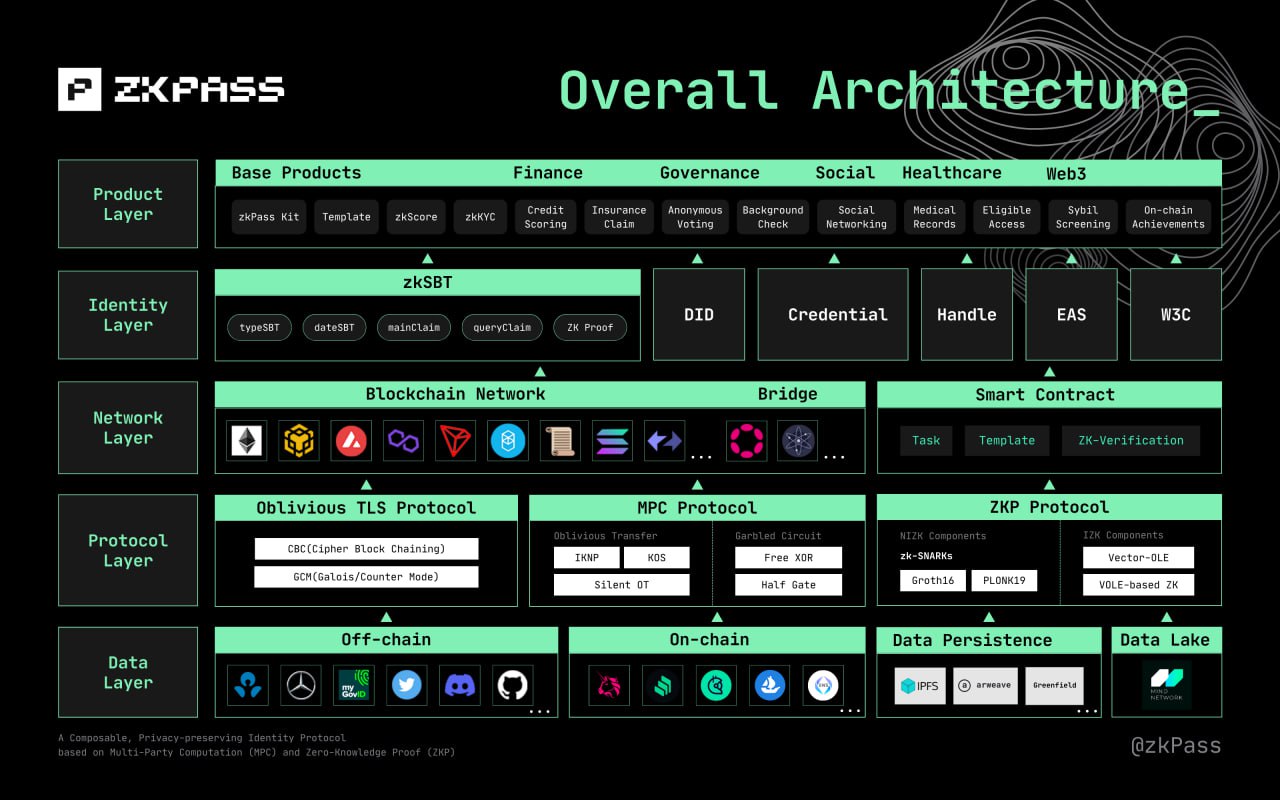 ZKPASS
Overall Architecture_
Product
Layer
Base Products
Finance
Governance
Social
Healthcare
Web3
zkPass Kit
Template
zkScore
zkKYC
Credit
Scoring
Insurance
Claim
Anonymous
Voting
Background
Check
Social
Networking
Medical
Records
Eligible
Access
Sybil
Screening
On-chain
Achievements
Identity
Layer
zkSBT
typeSBT
dateSBT
mainClaim
queryClaim
ZK Proof
DID
Credential
Handle
EAS
W3C
Network
Layer
Blockchain Network
Bridge
...
...
Smart Contract
Task
Template
ZK-Verification
Protocol
Layer
Oblivious TLS Protocol
CBC(Cipher Block Chaining)
GCM(Galois/Counter Mode)
MPC Protocol
Oblivious Transfer
IKNP
KOS
Silent OT
Garbled Circuit
Free XOR
Half Gate
ZKP Protocol
NIZK Components
zk-SNARKs
Groth16
PLONK19
IZK Components
Vector-OLE
VOLE-based ZK
Data
Layer
Off-chain
my
GovID
...
On-chain
ENS
...
Data Persistence
IPFS
a arweave
Greenfield
...
Data Lake
MIND
NETWORK
A Composable, Privacy-preserving Identity Protocol
based on Multi-Party Computation (MPC) and Zero-Knowledge Proof (ZKP)
@zkPass